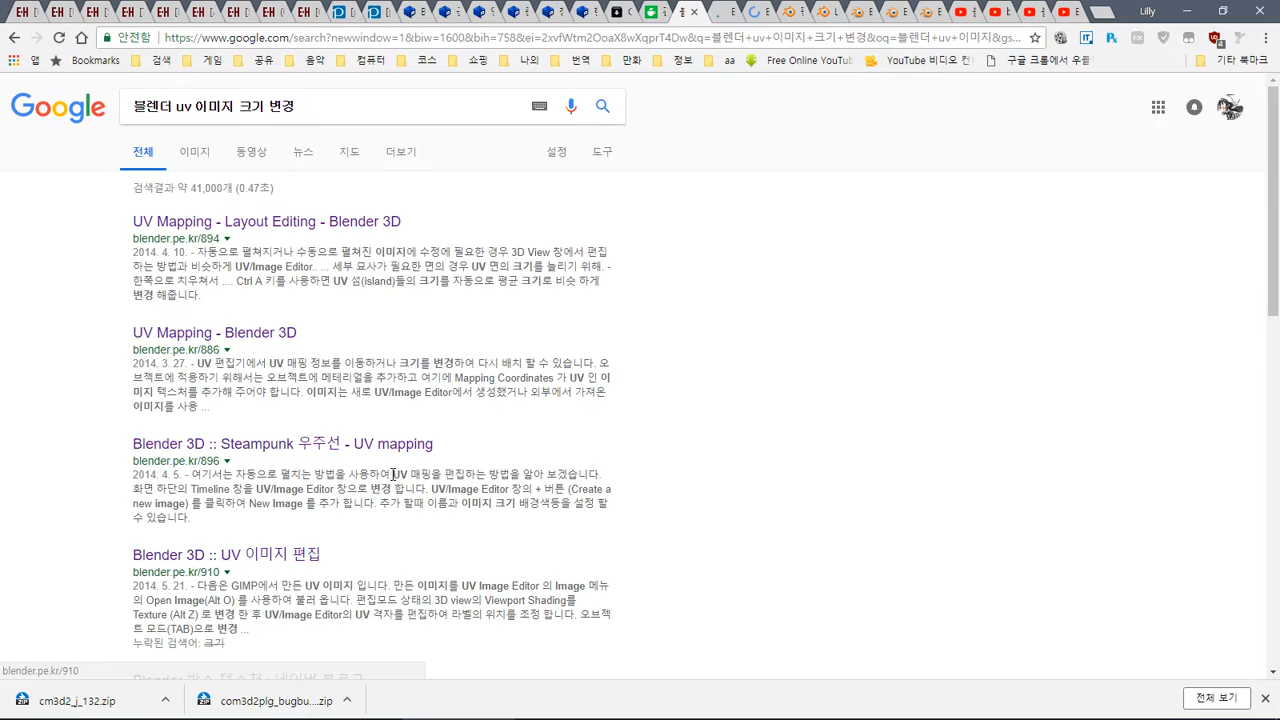 Lilly
안전함 https://www.google.com/search?newwindow=1&biw=1600&bih=758&ei=2xvfWtm2OoaX8wXqprT4Dw&q=블렌더+uv+이미지+크기+변경&oq=블렌더+uv+이미지&gs
앱 Bookmarks 검색 게임 공유 음악 컴퓨터 코스 쇼핑 나의 번역 만화 정보 aa Free Online YouTub YouTube 비디오 컨 구글 크롬에서 우클 기타 북마크
Google 블렌더 uv 이미지 크기 변경
전체 이미지 동영상 뉴스 지도 더보기 설정 도구
검색결과 약 41,000개 (0.47초)
UV Mapping - Layout Editing - Blender 3D
blender.pe.kr/894
2014. 4. 10. - 자동으로 펼쳐지거나 수동으로 펼쳐진 이미지에 수정에 필요한 경우 3D View 창에서 편집
하는 방법과 비슷하게 UV/Image Editor.. ... 세부 묘사가 필요한 면의 경우 UV 면의 크기를 늘리기 위해. -
한쪽으로 치우쳐서 .... Ctrl A 키를 사용하면 UV 섬(island)들의 크기를 자동으로 평균 크기로 비슷 하게
변경 해줍니다.
UV Mapping - Blender 3D
blender.pe.kr/886
2014. 3. 27. - UV 편집기에서 UV 매핑 정보를 이동하거나 크기를 변경하여 다시 배치 할 수 있습니다. 오
브젝트에 적용하기 위해서는 오브젝트에 메테리얼을 추가하고 여기에 Mapping Coordinates 가 UV 인 이
미지 텍스처를 추가해 주어야 합니다. 이미지는 새로 UV/Image Editor에서 생성했거나 외부에서 가져온
이미지를 사용 ...
Blender 3D :: Steampunk 우주선 - UV mapping
blender.pe.kr/896
2014. 4. 5. - 여기서는 자동으로 펼치는 방법을 사용하여 UV 매핑을 편집하는 방법을 알아 보겠습니다.
화면 하단의 Timeline 창을 UV/Image Editor 창으로 변경 합니다. UV/Image Editor 창의 + 버튼 (Create a
new image) 를 클릭하여 New Image 를 추가 합니다. 추가 할때 이름과 이미지 크기 배경색등을 설정 할
수 있습니다.
Blender 3D :: UV 이미지 편집
blender.pe.kr/910
2014. 5. 21. - 다음은 GIMP에서 만든 UV 이미지 입니다. 만든 이미지를 UV Image Editor 의 Image 메뉴
의 Open Image(Alt O) 를 사용하여 불러 옵니다. 편집모드 상태의 3D view의 Viewport Shading를
Texture (Alt Z) 로 변경 한 후 UV/Image Editor의 UV 격자를 편집하여 라벨의 위치를 조정 합니다. 오브젝
트 모드(TAB)으로 변경 ...
누락된 검색어: 크기
blender.pe.kr/910
cm3d2_j_132.zip com3d2plg_bugbu....zip 전체 보기